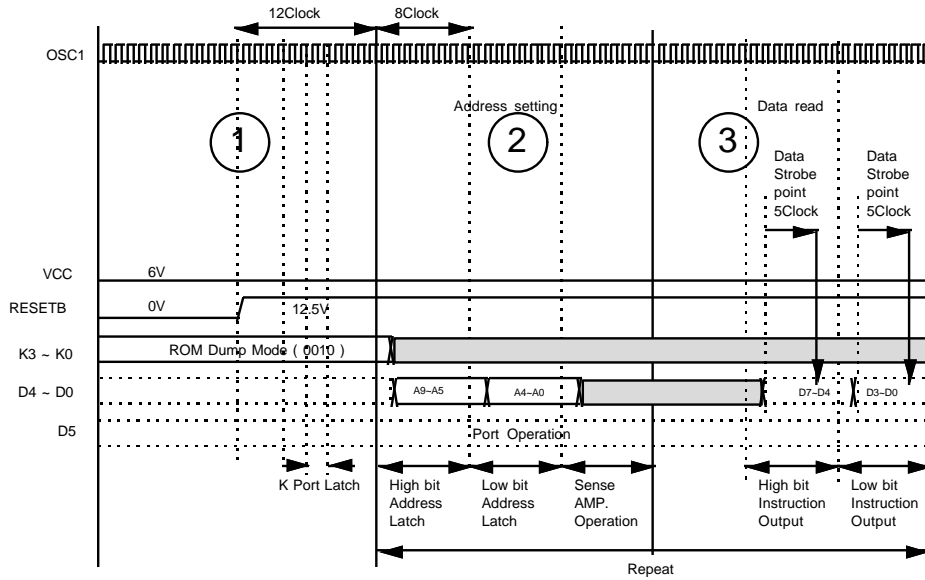 12Clock
8Clock
OSC1
Address setting
Data read
1
2
3
Data
Strobe
point
5Clock
Data
Strobe
point
5Clock
VCC
6V
RESETB
0V
12.5V
K3 ~ K0
ROM Dump Mode ( 0010 )
D4 ~ D0
A9~A5
A4~A0
D7~D4
D3~D0
D5
Port Operation
K Port Latch
High bit
Address
Latch
Low bit
Address
Latch
Sense
AMP.
Operation
High bit
Instruction
Output
Low bit
Instruction
Output
Repeat